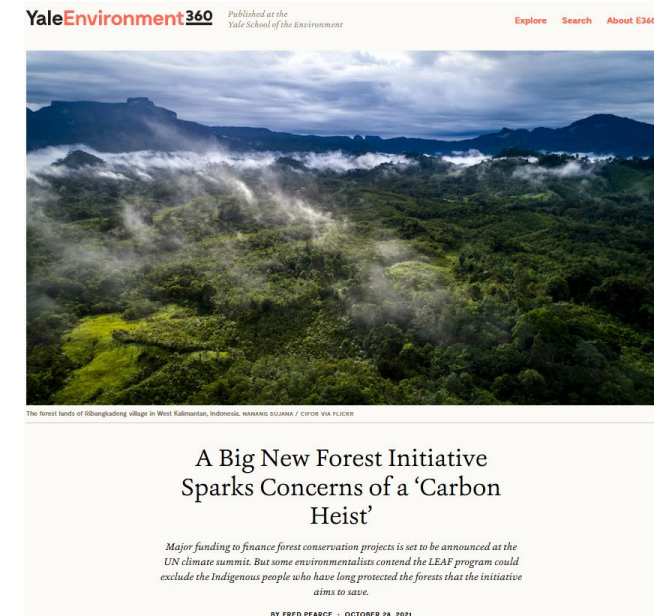 YaleEnvironment360
Published at the
Yale School of the Environment
Explore Search About E360
The forest lands of Ribangkadeng village in West Kalimantan, Indonesia. NANANG SUJANA / CIFOR VIA FLICKR
A Big New Forest Initiative
Sparks Concerns of a ‘Carbon
Heist’
Major funding to finance forest conservation projects is set to be announced at the
UN climate summit. But some environmentalists contend the LEAF program could
exclude the Indigenous people who have long protected the forests that the initiative
aims to save.
BY FRED PEARCE · OCTOBER 28, 2021